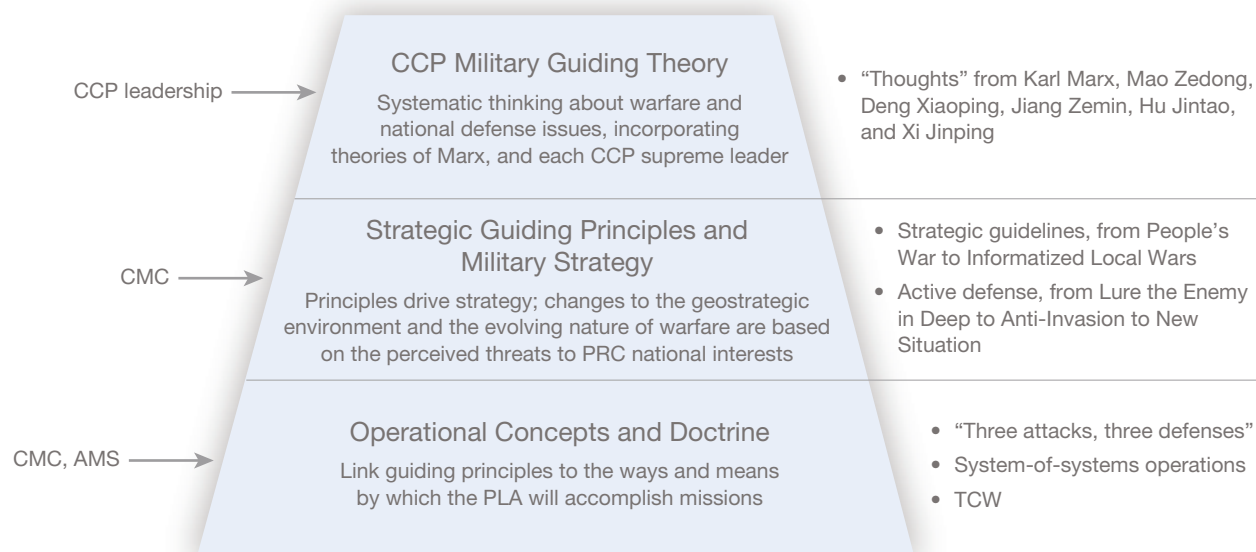 CCP leadership
CCP Military Guiding Theory
Systematic thinking about warfare and
national defense issues, incorporating
theories of Marx, and each CCP supreme leader
• “Thoughts” from Karl Marx, Mao Zedong,
Deng Xiaoping, Jiang Zemin, Hu Jintao,
and Xi Jinping
CMC
Strategic Guiding Principles and
Military Strategy
Principles drive strategy; changes to the geostrategic
environment and the evolving nature of warfare are based
on the perceived threats to PRC national interests
• Strategic guidelines, from People’s
War to Informatized Local Wars
• Active defense, from Lure the Enemy
in Deep to Anti-Invasion to New
Situation
CMC, AMS
Operational Concepts and Doctrine
Link guiding principles to the ways and means
by which the PLA will accomplish missions
• “Three attacks, three defenses”
• System-of-systems operations
• TCW